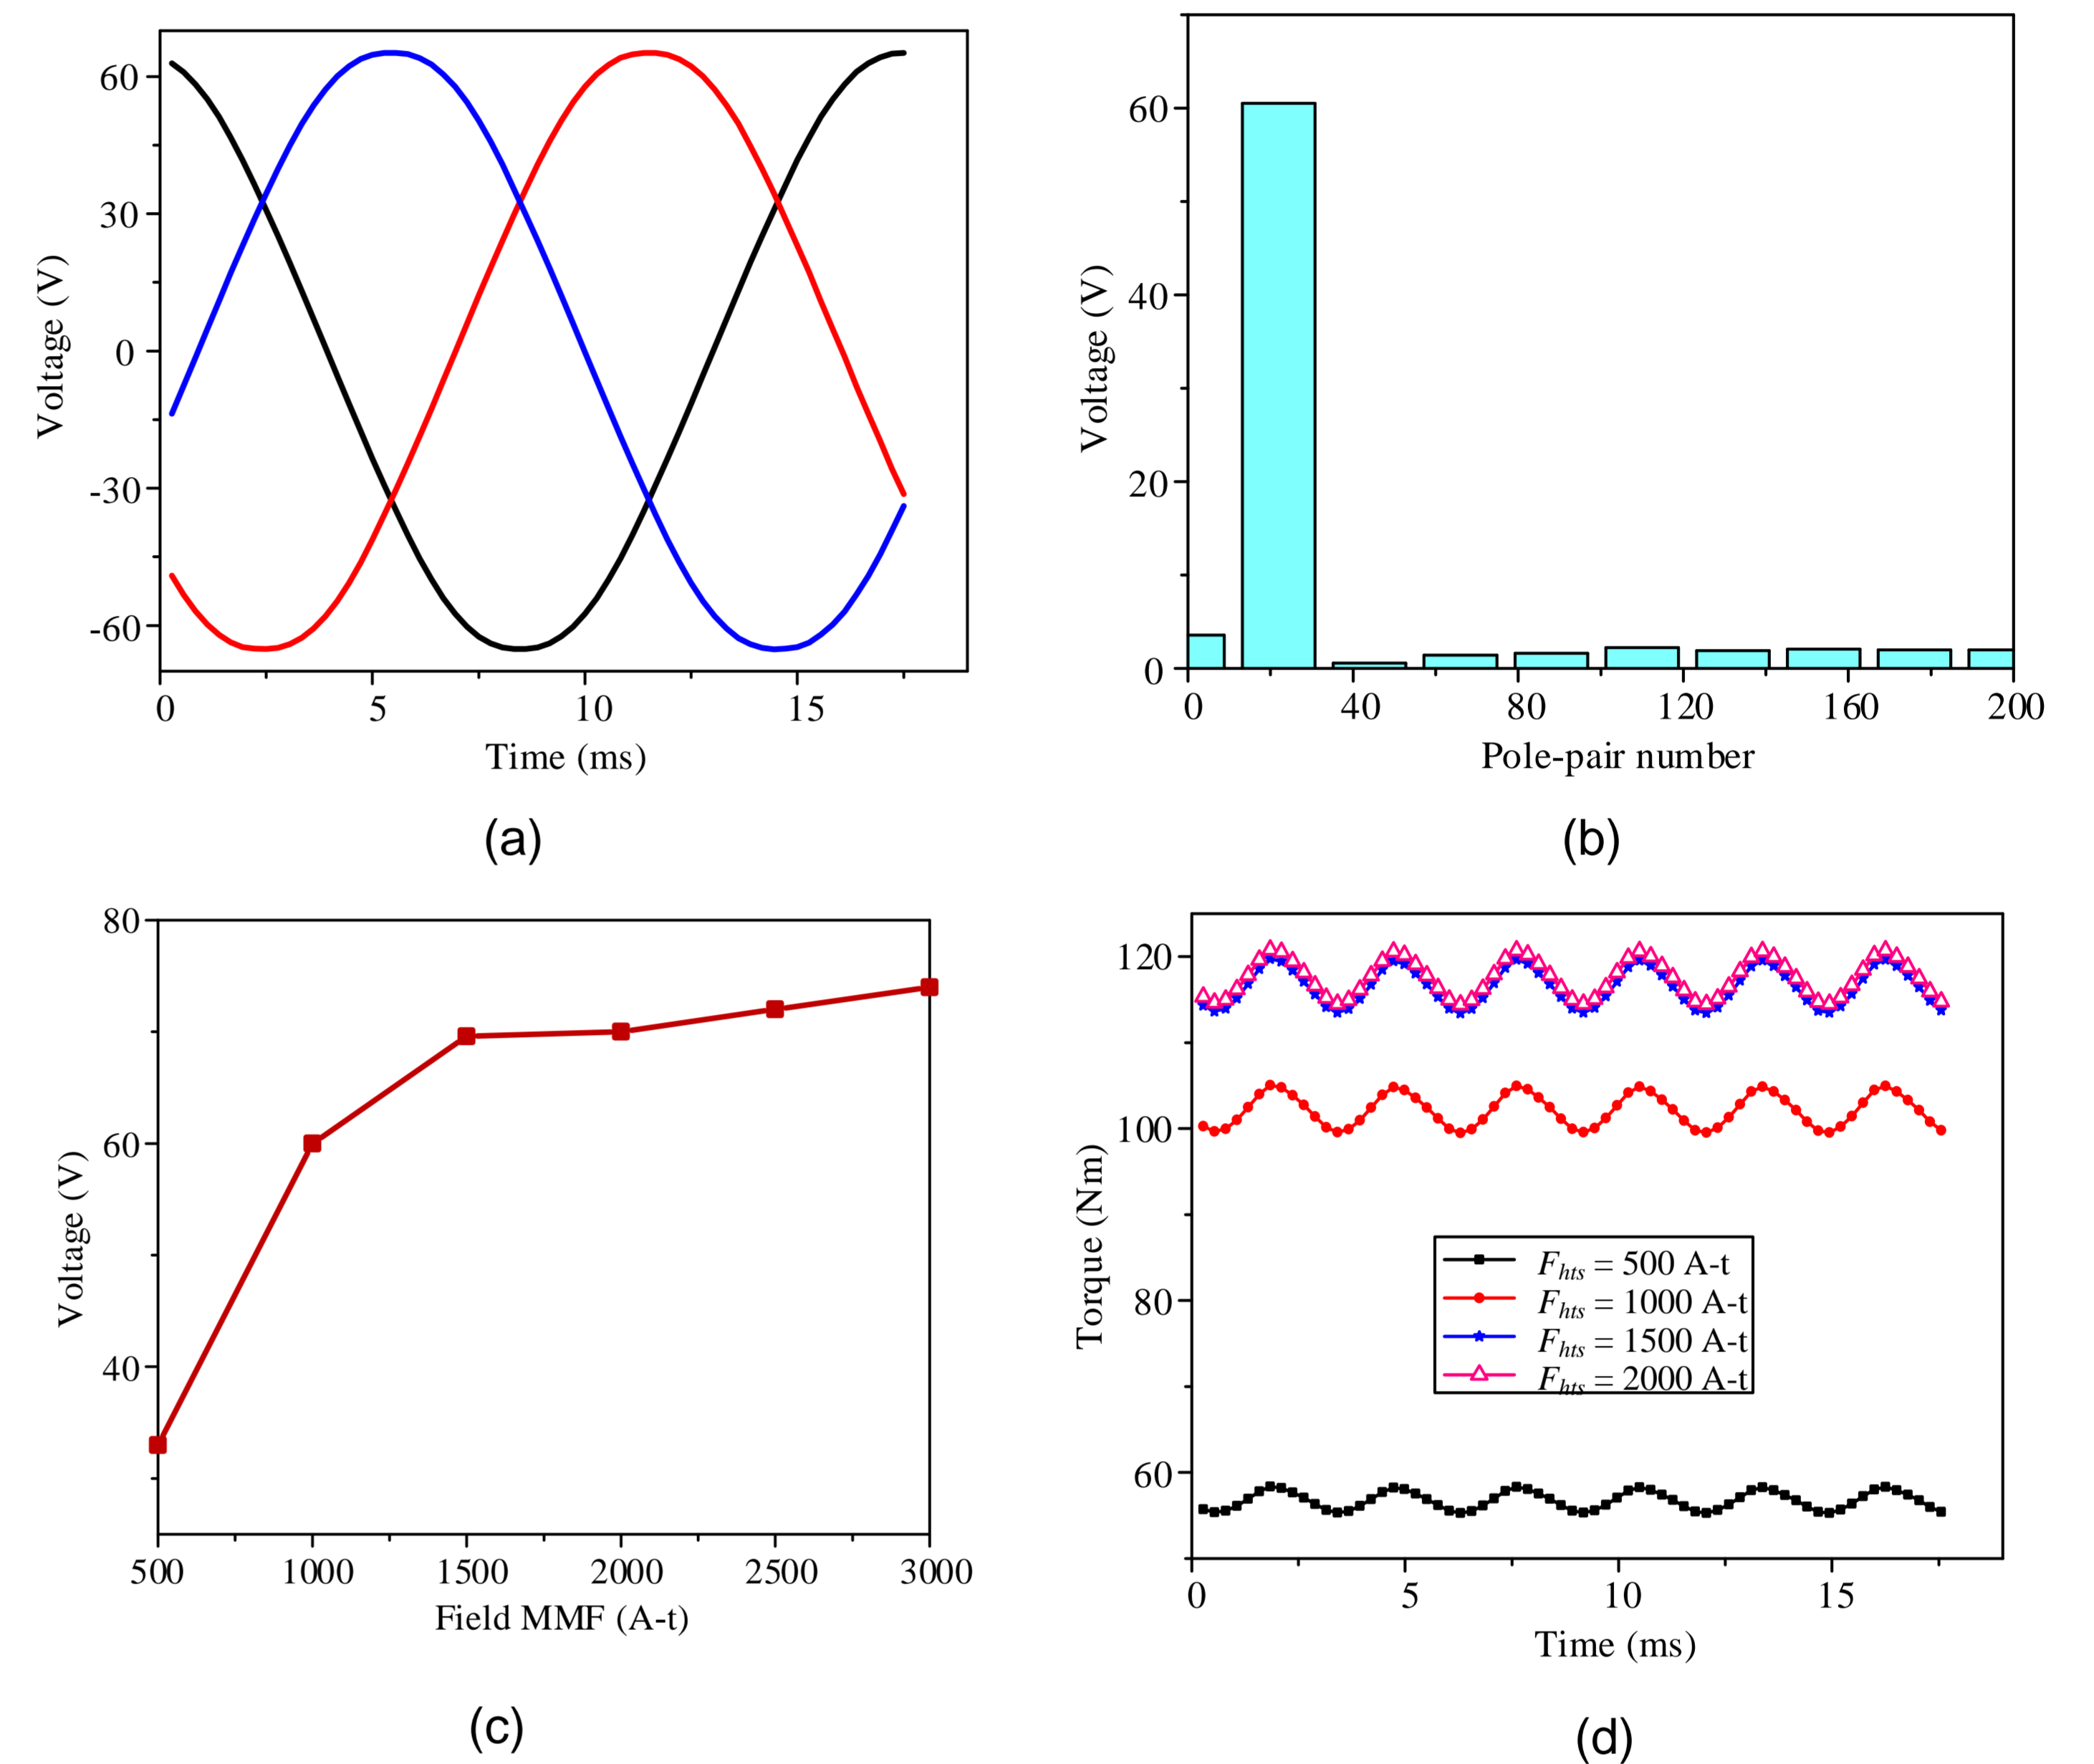 60
30
0
-30
-60
Voltage (V)
0 5 10 15
Time (ms)
(a)
60
40
20
0
Voltage (V)
0 40 80 120 160 200
Pole-pair number
(b)
80
60
40
Voltage (V)
500 1000 1500 2000 2500 3000
Field MMF (A-t)
(c)
120
100
80
60
Torque (Nm)
F_hts = 500 A-t
F_hts = 1000 A-t
F_hts = 1500 A-t
F_hts = 2000 A-t
0 5 10 15
Time (ms)
(d)